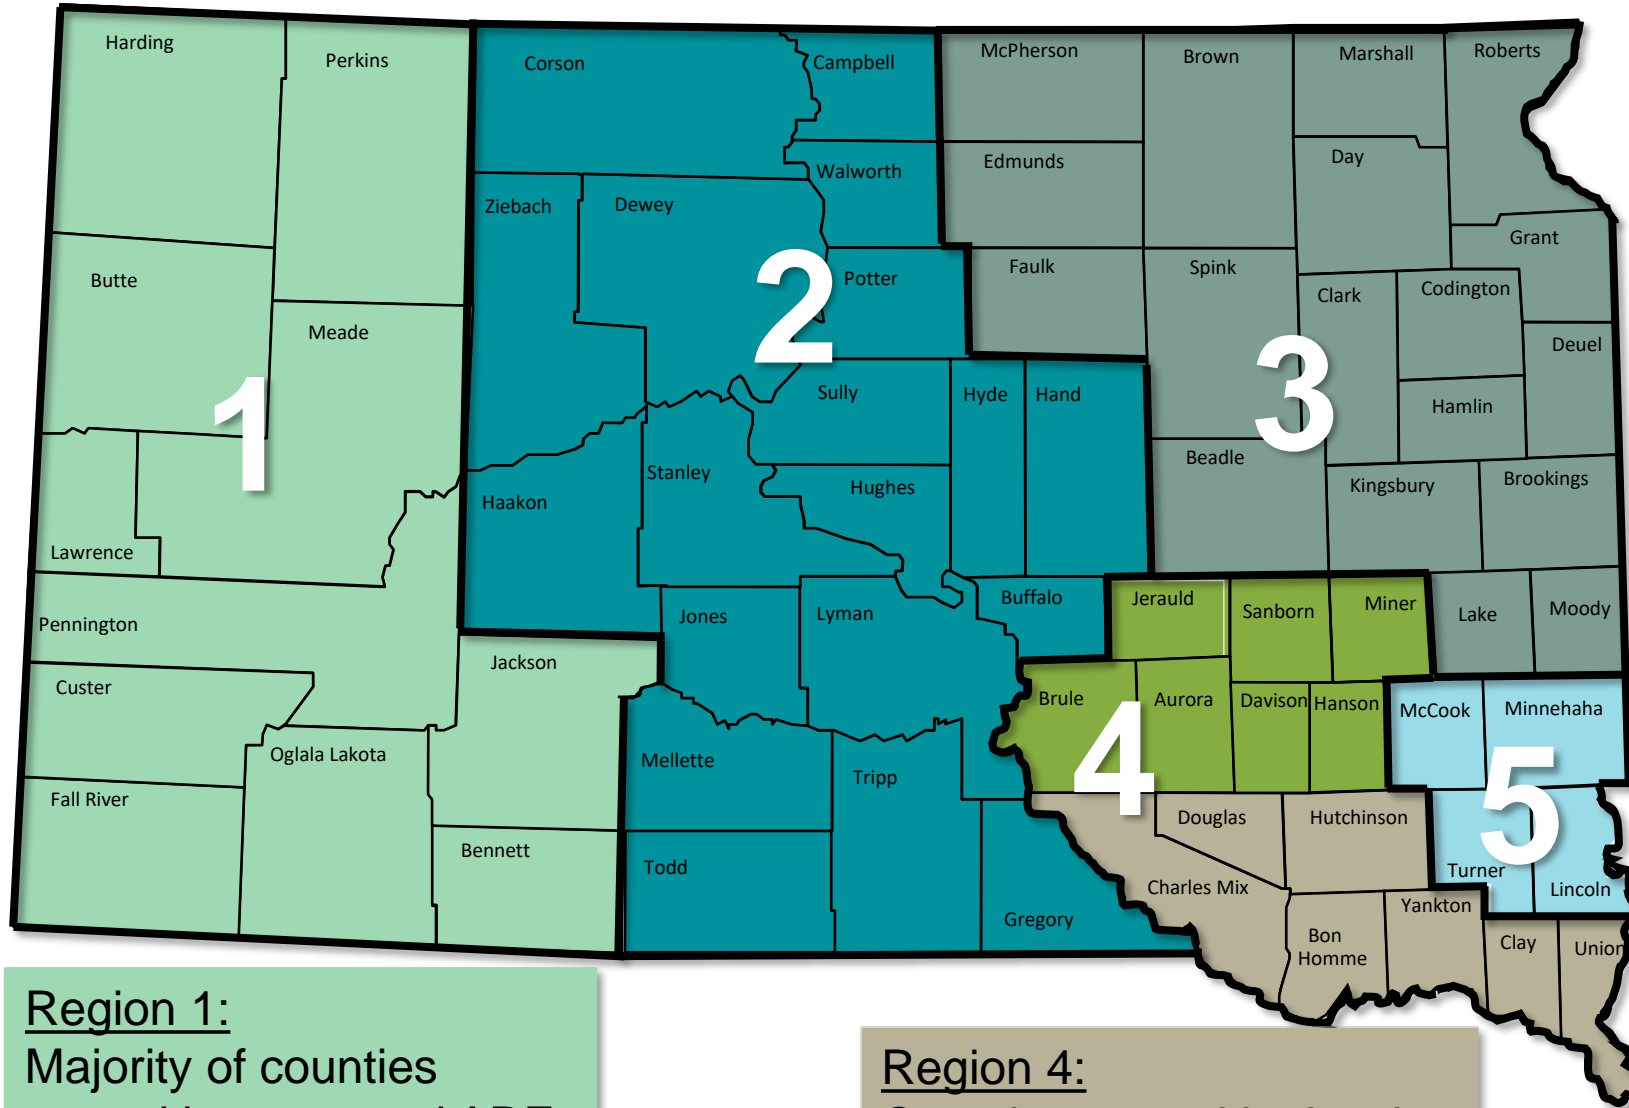 Harding
Perkins
Corson
Campbell
McPherson
Brown
Marshall
Roberts
Edmunds
Day
Walworth
Ziebach
Dewey
Grant
Butte
Potter
Faulk
Spink
Clark
Codington
Meade
2
Deuel
1
Sully
Hyde
Hand
3
Hamlin
Stanley
Hughes
Beadle
Kingsbury
Brookings
Haakon
Lawrence
Pennington
Jones
Lyman
Buffalo
Jerauld
Sanborn
Miner
Lake
Moody
Jackson
Custer
Brule
Aurora
Davison
Hanson
McCook
Minnehaha
Oglala Lakota
Mellette
Tripp
4
5
Fall River
Douglas
Hutchinson
Bennett
Todd
Turner
Lincoln
Charles Mix
Yankton
Gregory
Bon
Homme
Clay
Union
Region 1:
Majority of counties
Region 4: